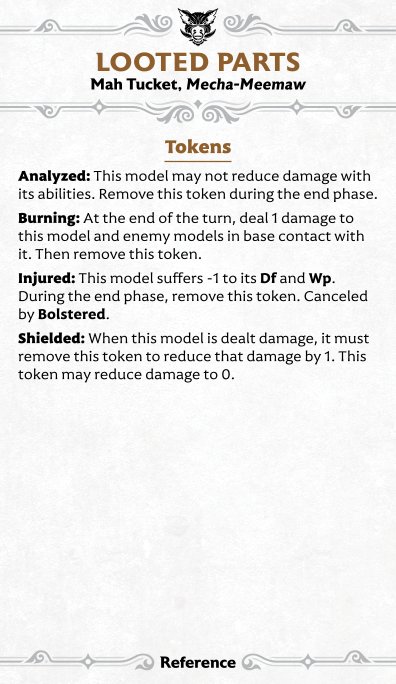 LOOTED PARTS
Mah Tucket, Mecha-Meemaw
Tokens
Analyzed: This model may not reduce damage with
its abilities. Remove this token during the end phase.
Burning: At the end of the turn, deal 1 damage to
this model and enemy models in base contact with
it. Then remove this token.
Injured: This model suffers -1 to its Df and Wp.
During the end phase, remove this token. Canceled
by Bolstered.
Shielded: When this model is dealt damage, it must
remove this token to reduce that damage by 1. This
token may reduce damage to 0.
Reference